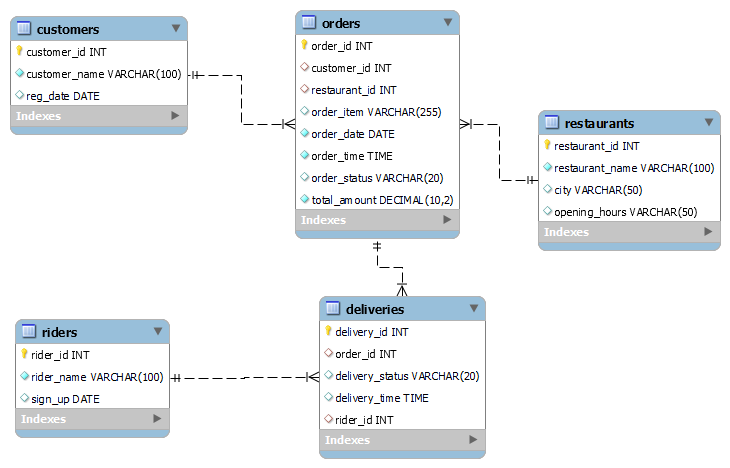 customers
customer_id INT
customer_name VARCHAR(100)
reg_date DATE
Indexes
orders
order_id INT
customer_id INT
restaurant_id INT
order_item VARCHAR(255)
order_date DATE
order_time TIME
order_status VARCHAR(20)
total_amount DECIMAL(10,2)
Indexes
restaurants
restaurant_id INT
restaurant_name VARCHAR(100)
city VARCHAR(50)
opening_hours VARCHAR(50)
Indexes
riders
rider_id INT
rider_name VARCHAR(100)
sign_up DATE
Indexes
deliveries
delivery_id INT
order_id INT
delivery_status VARCHAR(20)
delivery_time TIME
rider_id INT
Indexes